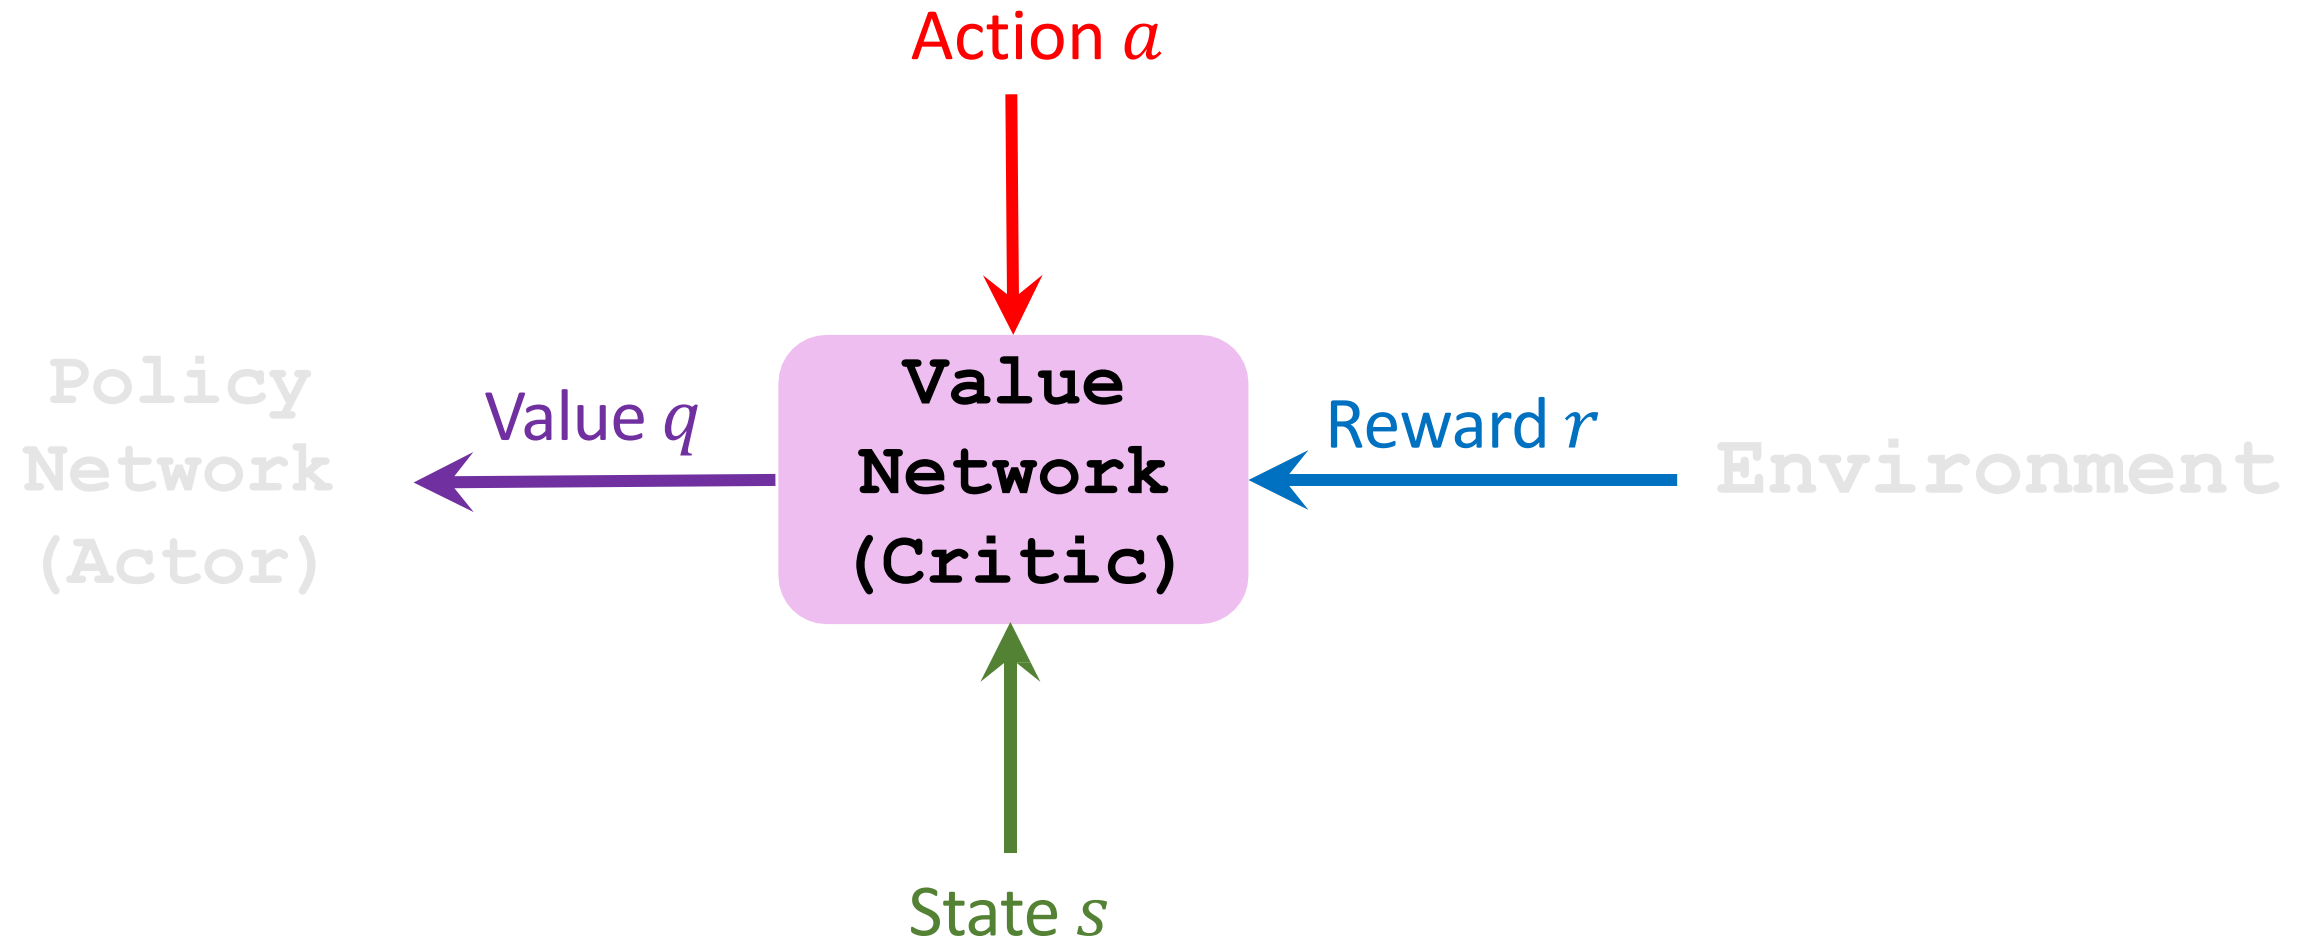 Action a
Policy
Network
(Actor)
Value q
Value
Network
(Critic)
Reward r
Environment
State s